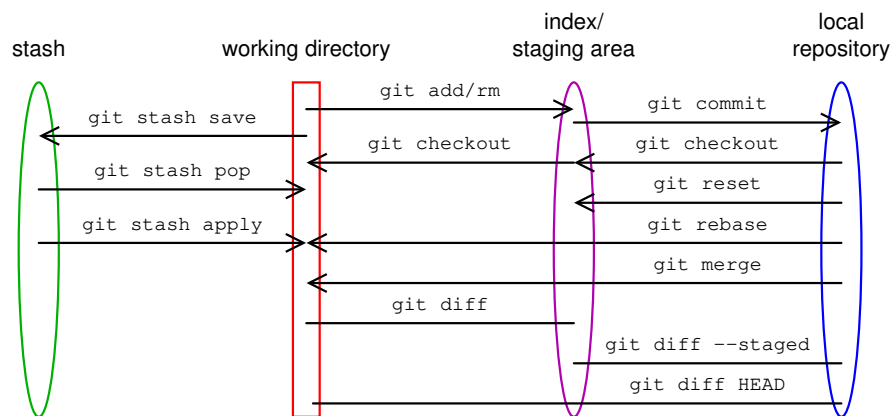 stash
working directory
index/
staging area
local
repository
git add/rm
git commit
git stash save
git checkout
git checkout
git stash pop
git reset
git stash apply
git rebase
git merge
git diff
git diff --staged
git diff HEAD